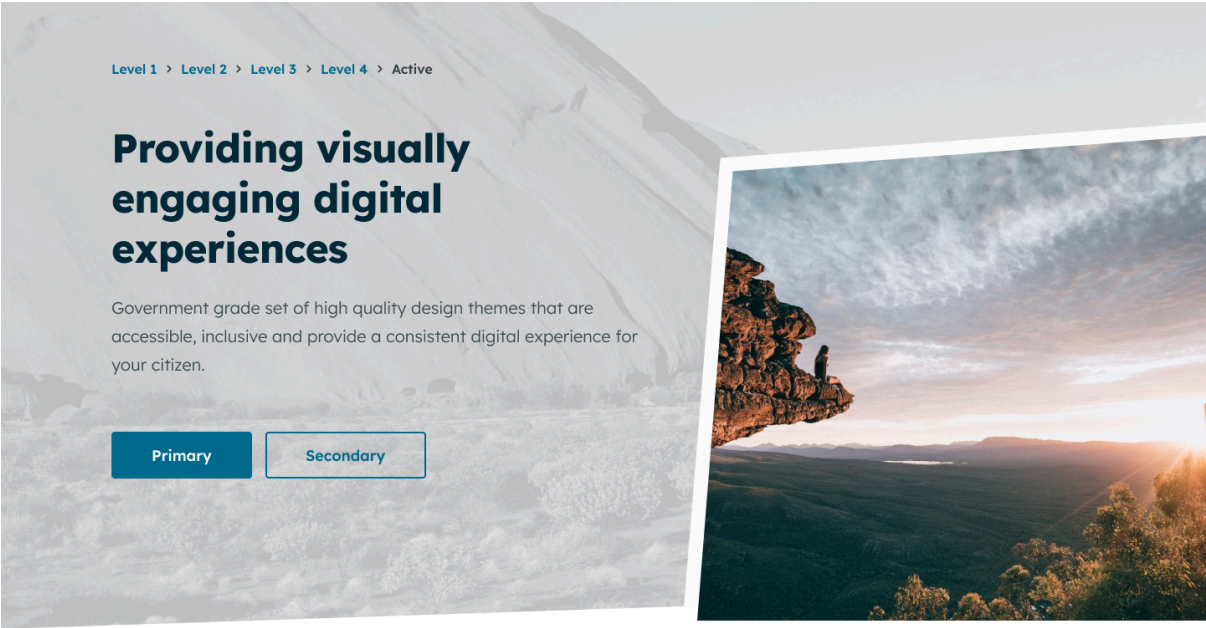 Level 1 > Level 2 > Level 3 > Level 4 > Active
Providing visually
engaging digital
experiences
Government grade set of high quality design themes that are
accessible, inclusive and provide a consistent digital experience for
your citizen.
Primary
Secondary